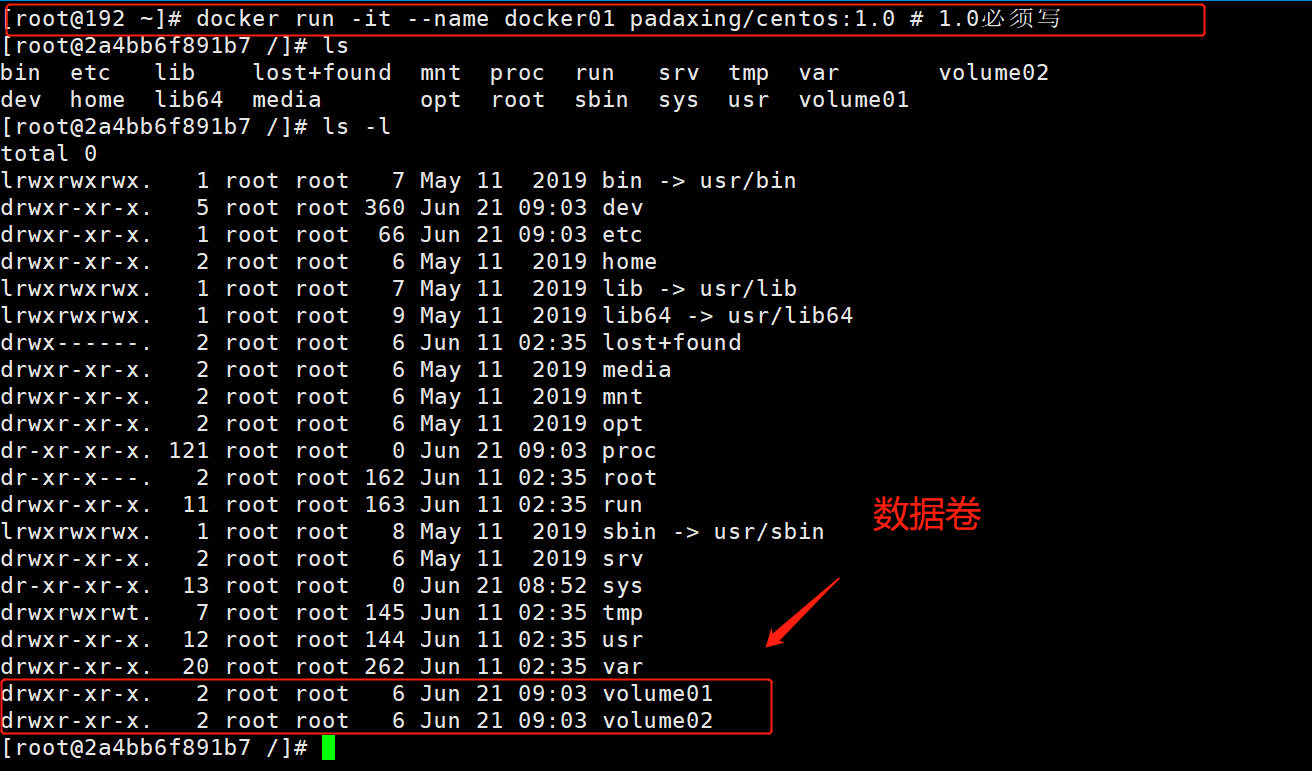 [root@192 ~]# docker run -it --name docker01 padaxing/centos:1.0 # 1.0必须写
[root@2a4bb6f891b7 /]# ls
bin  etc   lib    lost+found  mnt  proc  run   srv  tmp  var       volume02
dev  home  lib64  media       opt  root  sbin  sys  usr  volume01
[root@2a4bb6f891b7 /]# ls -l
total 0
lrwxrwxrwx.   1 root root   7 May 11  2019 bin -> usr/bin
drwxr-xr-x.   5 root root 360 Jun 21 09:03 dev
drwxr-xr-x.   1 root root  66 Jun 21 09:03 etc
drwxr-xr-x.   2 root root   6 May 11  2019 home
lrwxrwxrwx.   1 root root   7 May 11  2019 lib -> usr/lib
lrwxrwxrwx.   1 root root   9 May 11  2019 lib64 -> usr/lib64
drwx------.   2 root root   6 Jun 11 02:35 lost+found
drwxr-xr-x.   2 root root   6 May 11  2019 media
drwxr-xr-x.   2 root root   6 May 11  2019 mnt
drwxr-xr-x.   2 root root   6 May 11  2019 opt
dr-xr-xr-x. 121 root root   0 Jun 21 09:03 proc
dr-xr-x---.   2 root root 162 Jun 11 02:35 root
drwxr-xr-x.  11 root root 163 Jun 11 02:35 run
数据卷
lrwxrwxrwx.   1 root root   8 May 11  2019 sbin -> usr/sbin
drwxr-xr-x.   2 root root   6 May 11  2019 srv
dr-xr-xr-x.  13 root root   0 Jun 21 08:52 sys
drwxrwxrwt.   7 root root 145 Jun 11 02:35 tmp
drwxr-xr-x.  12 root root 144 Jun 11 02:35 usr
drwxr-xr-x.  20 root root 262 Jun 11 02:35 var
drwxr-xr-x.   2 root root   6 Jun 21 09:03 volume01
drwxr-xr-x.   2 root root   6 Jun 21 09:03 volume02
[root@2a4bb6f891b7 /]#